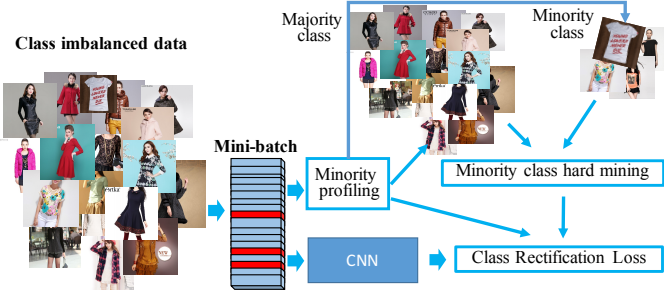 Majority
class
Minority
class
Class imbalanced data
Mini-batch
Minority
profiling
Minority class hard mining
CNN
Class Rectification Loss